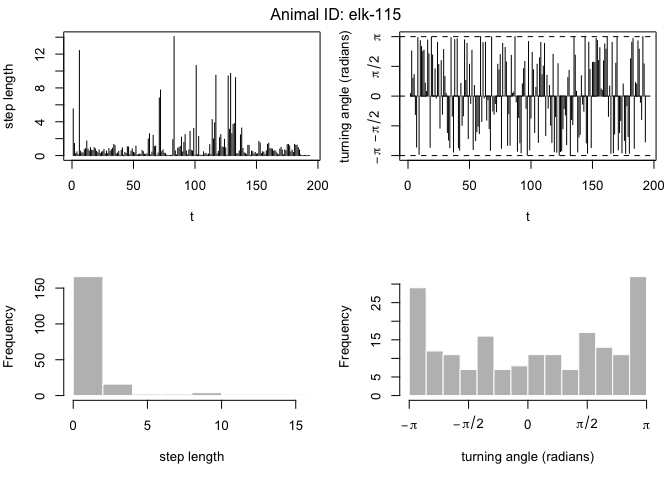 Animal ID: elk-115
step length
0 4 8 12
0 50 100 150 200
t
turning angle (radians)
−π −π/2 0 π/2 π
0 50 100 150 200
t
Frequency
0 50 100 150
0 5 10 15
step length
Frequency
0 5 15 25
−π −π/2 0 π/2 π
turning angle (radians)